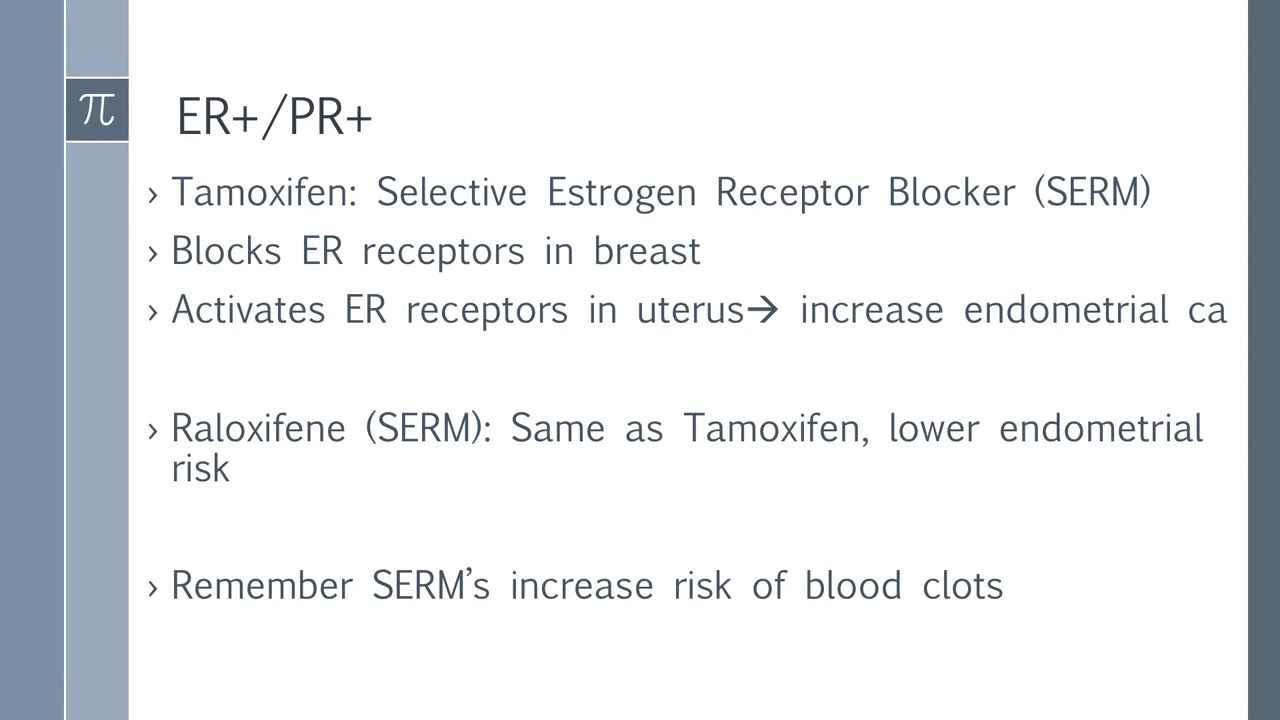 π
ER+/PR+
› Tamoxifen: Selective Estrogen Receptor Blocker (SERM)
› Blocks ER receptors in breast
› Activates ER receptors in uterus→ increase endometrial ca
› Raloxifene (SERM): Same as Tamoxifen, lower endometrial
risk
› Remember SERM’s increase risk of blood clots